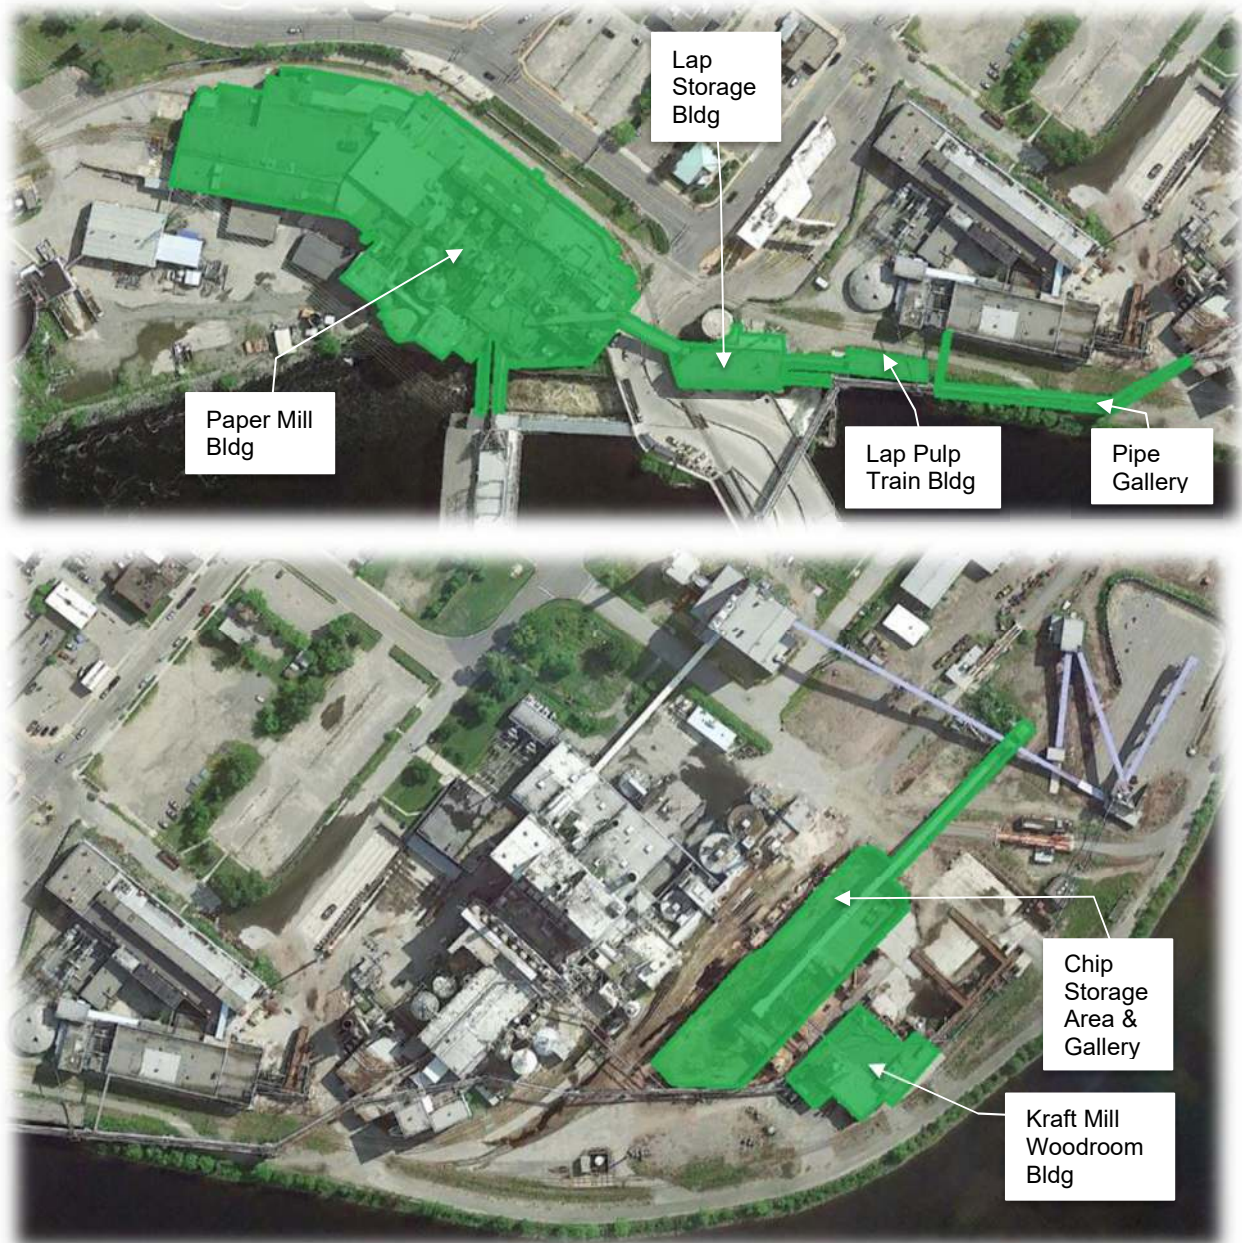 Lap
Storage
Bldg
Paper Mill
Bldg
Lap Pulp
Train Bldg
Pipe
Gallery
Chip
Storage
Area &
Gallery
Kraft Mill
Woodroom
Bldg